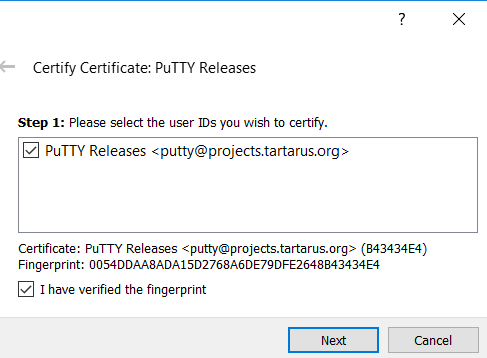 ?
Certify Certificate: PuTTY Releases
Step 1: Please select the user IDs you wish to certify.
PuTTY Releases <putty@projects.tartarus.org>
Certificate: PuTTY Releases <putty@projects.tartarus.org> (B43434E4)
Fingerprint: 0054DDAA8ADA15D2768A6DE79DFE2648B43434E4
I have verified the fingerprint
Next Cancel